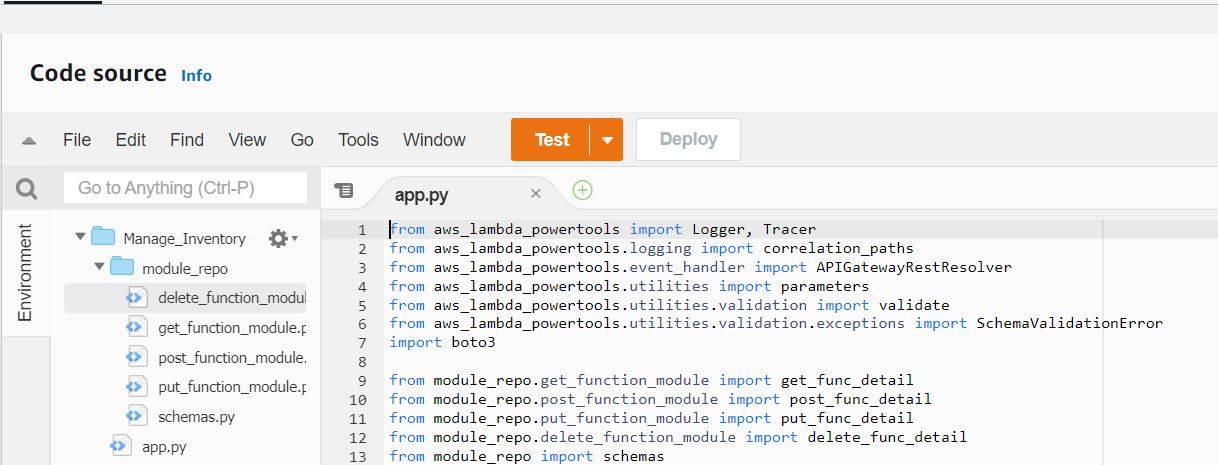 Code source Info
File Edit Find View Go Tools Window Test Deploy
Go to Anything (Ctrl-P)
app.py
Environment
Manage_Inventory
module_repo
delete_function_modul
get_function_module.p
post_function_module.
put_function_module.p
schemas.py
app.py
1 from aws_lambda_powertools import Logger, Tracer
2 from aws_lambda_powertools.logging import correlation_paths
3 from aws_lambda_powertools.event_handler import APIGatewayRestResolver
4 from aws_lambda_powertools.utilities import parameters
5 from aws_lambda_powertools.utilities.validation import validate
6 from aws_lambda_powertools.utilities.validation.exceptions import SchemaValidationError
7 import boto3
8
9 from module_repo.get_function_module import get_func_detail
10 from module_repo.post_function_module import post_func_detail
11 from module_repo.put_function_module import put_func_detail
12 from module_repo.delete_function_module import delete_func_detail
13 from module_repo import schemas